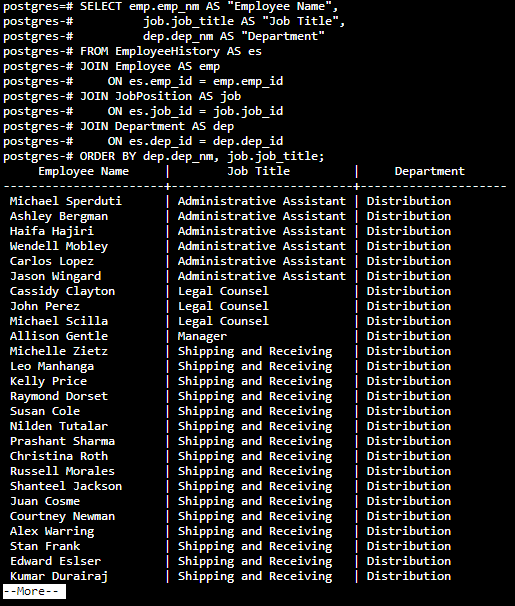 postgres=# SELECT emp.emp_nm AS "Employee Name",
postgres-#          job.job_title AS "Job Title",
postgres-#          dep.dep_nm AS "Department"
postgres-# FROM EmployeeHistory AS es
postgres-# JOIN Employee AS emp
postgres-#     ON es.emp_id = emp.emp_id
postgres-# JOIN JobPosition AS job
postgres-#     ON es.job_id = job.job_id
postgres-# JOIN Department AS dep
postgres-#     ON es.dep_id = dep.dep_id
postgres-# ORDER BY dep.dep_nm, job.job_title;
     Employee Name     |        Job Title         |     Department
-----------------------+--------------------------+--------------------
 Michael Sperduti      | Administrative Assistant | Distribution
 Ashley Bergman        | Administrative Assistant | Distribution
 Haifa Hajiri          | Administrative Assistant | Distribution
 Wendell Mobley        | Administrative Assistant | Distribution
 Carlos Lopez          | Administrative Assistant | Distribution
 Jason Wingard         | Administrative Assistant | Distribution
 Cassidy Clayton       | Legal Counsel            | Distribution
 John Perez            | Legal Counsel            | Distribution
 Michael Scilla        | Legal Counsel            | Distribution
 Allison Gentle        | Manager                  | Distribution
 Michelle Zietz        | Shipping and Receiving   | Distribution
 Leo Manhanga          | Shipping and Receiving   | Distribution
 Kelly Price           | Shipping and Receiving   | Distribution
 Raymond Dorset        | Shipping and Receiving   | Distribution
 Susan Cole            | Shipping and Receiving   | Distribution
 Nilden Tutalar        | Shipping and Receiving   | Distribution
 Prashant Sharma       | Shipping and Receiving   | Distribution
 Christina Roth        | Shipping and Receiving   | Distribution
 Russell Morales       | Shipping and Receiving   | Distribution
 Shanteel Jackson      | Shipping and Receiving   | Distribution
 Juan Cosme            | Shipping and Receiving   | Distribution
 Courtney Newman       | Shipping and Receiving   | Distribution
 Alex Warring          | Shipping and Receiving   | Distribution
 Stan Frank            | Shipping and Receiving   | Distribution
 Edward Eslser         | Shipping and Receiving   | Distribution
 Kumar Durairaj        | Shipping and Receiving   | Distribution
--More--